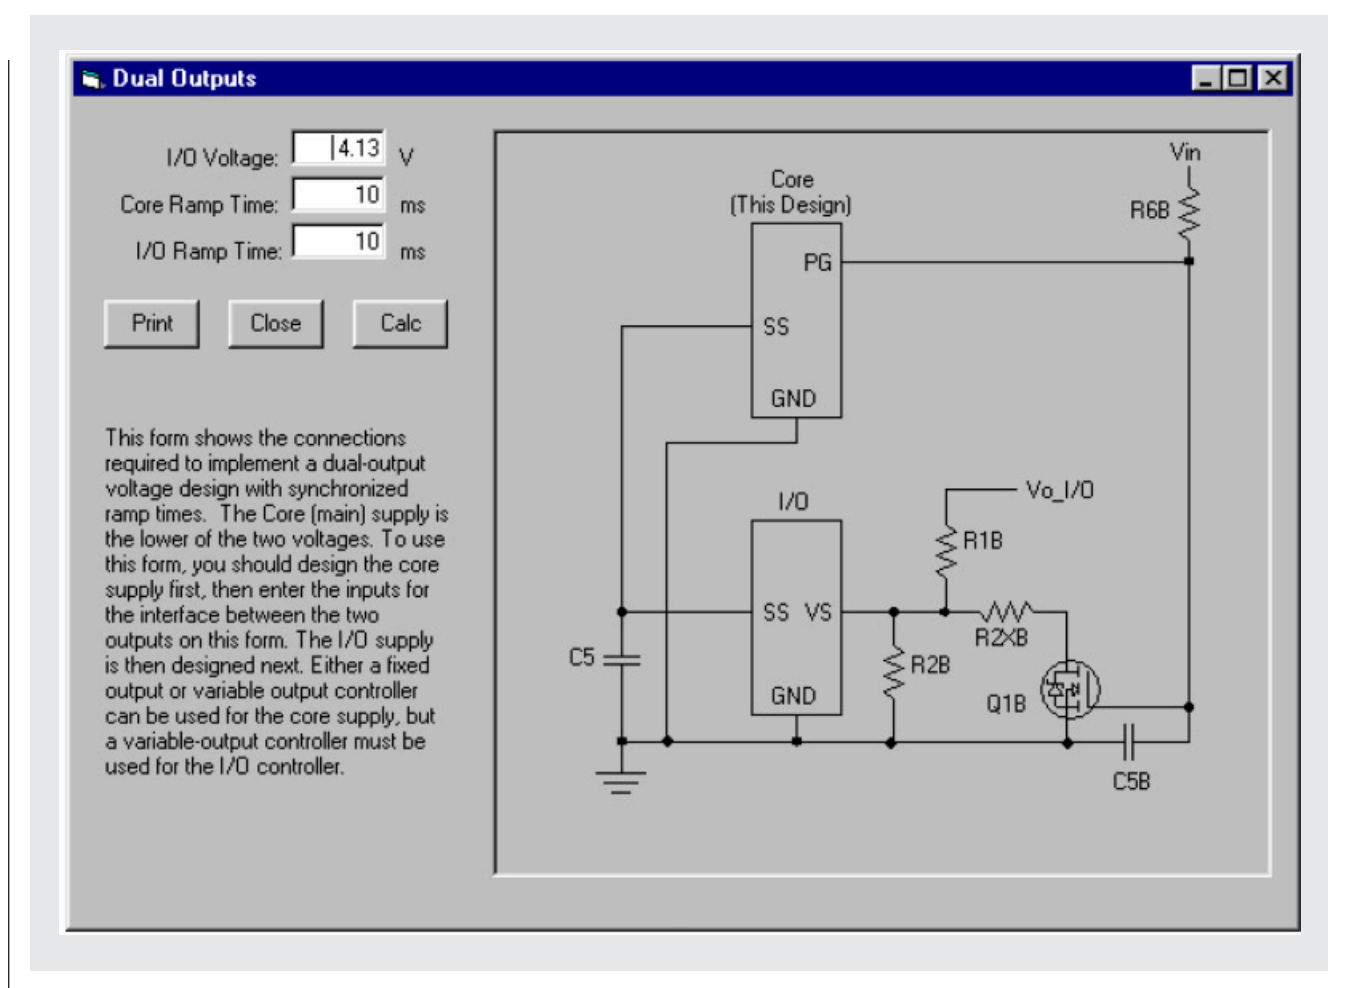 Dual Outputs
I/O Voltage: 4.13 V
Core Ramp Time: 10 ms
I/O Ramp Time: 10 ms
Print Close Calc
This form shows the connections
required to implement a dual-output
voltage design with synchronized
ramp times. The Core (main) supply is
the lower of the two voltages. To use
this form, you should design the core
supply first, then enter the inputs for
the interface between the two
outputs on this form. The I/O supply
is then designed next. Either a fixed
output or variable output controller
can be used for the core supply, but
a variable-output controller must be
used for the I/O controller.
Vin
Core
(This Design)
R6B
PG
SS
GND
I/O
Vo_I/O
R1B
SS VS
R2XB
C5
R2B
GND
Q1B
C5B